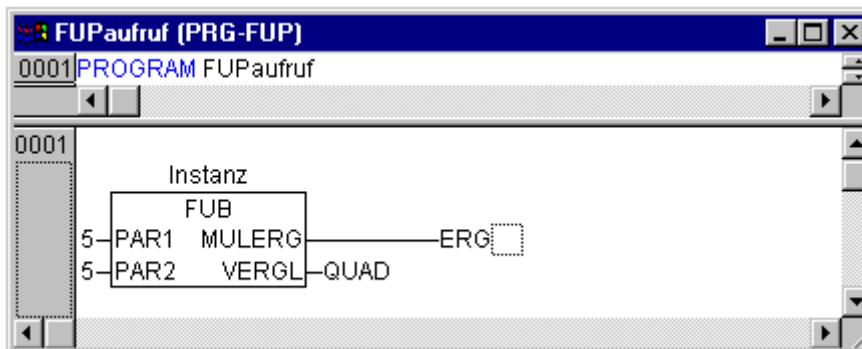 FUPaufruf (PRG-FUP)
0001 PROGRAM FUPaufruf
0001
Instanz
FUB
5 PAR1 MULERG ERG
5 PAR2 VERGL QUAD